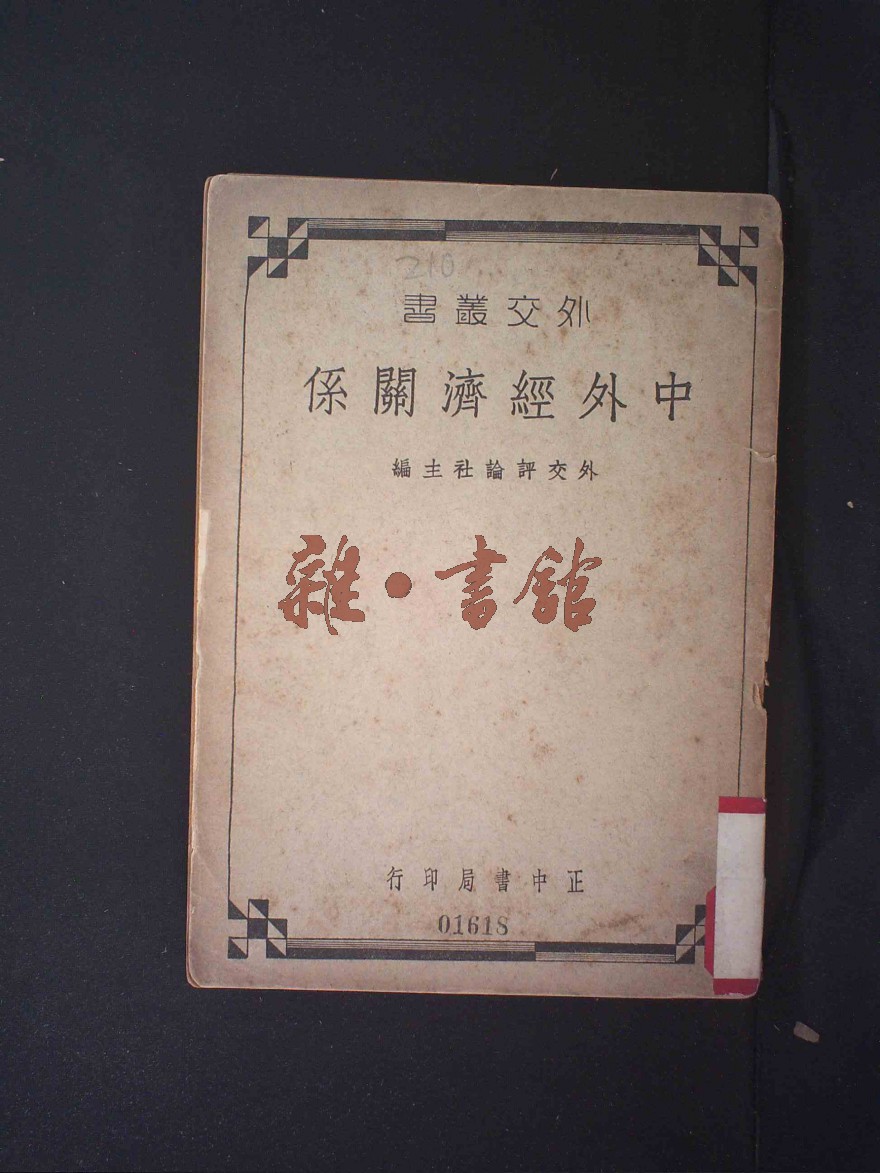 210
外交叢書
中外經濟關係
外交評論社主編
雜·書館
正中書局印行
01618